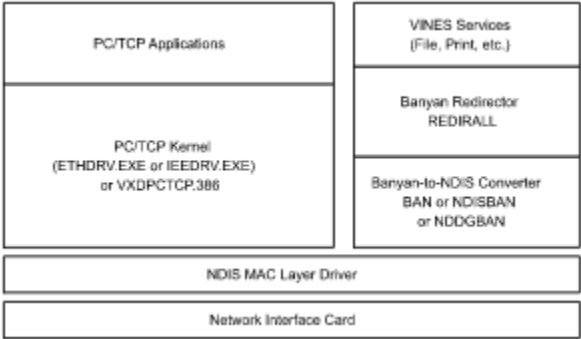 PC/TCP Applications
PC/TCP Kernel
(ETHDRV.EXE or IEEDRV.EXE)
or VXDPCTCP.386
VINES Services
(File, Print, etc.)
Banyan Redirector
REDIRALL
Banyan-to-NDIS Converter
BAN or NDISBAN
or NDDGBAN
NDIS MAC Layer Driver
Network Interface Card